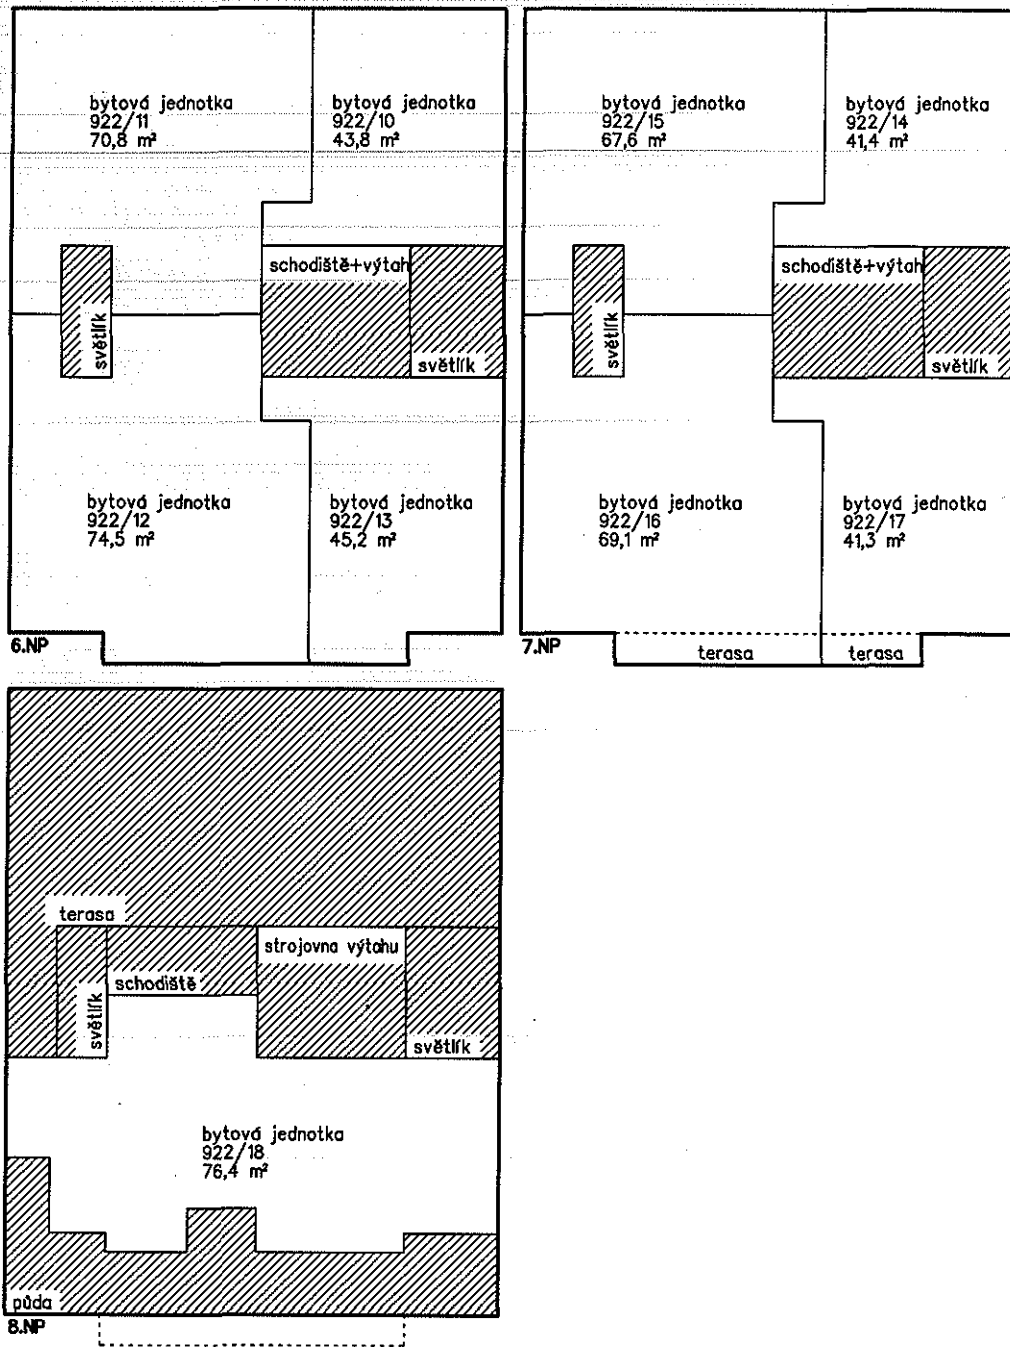 bytová jednotka
922/11
70,8 m²
bytová jednotka
922/10
43,8 m²
schodiště+výtah
světlík
světlík
bytová jednotka
922/12
74,5 m²
bytová jednotka
922/13
45,2 m²
6.NP
bytová jednotka
922/15
67,6 m²
bytová jednotka
922/14
41,4 m²
schodiště+výtah
světlík
světlík
bytová jednotka
922/16
69,1 m²
bytová jednotka
922/17
41,3 m²
7.NP
terasa
terasa
terasa
strojovna výtahu
schodiště
světlík
světlík
bytová jednotka
922/18
76,4 m²
půda
8.NP